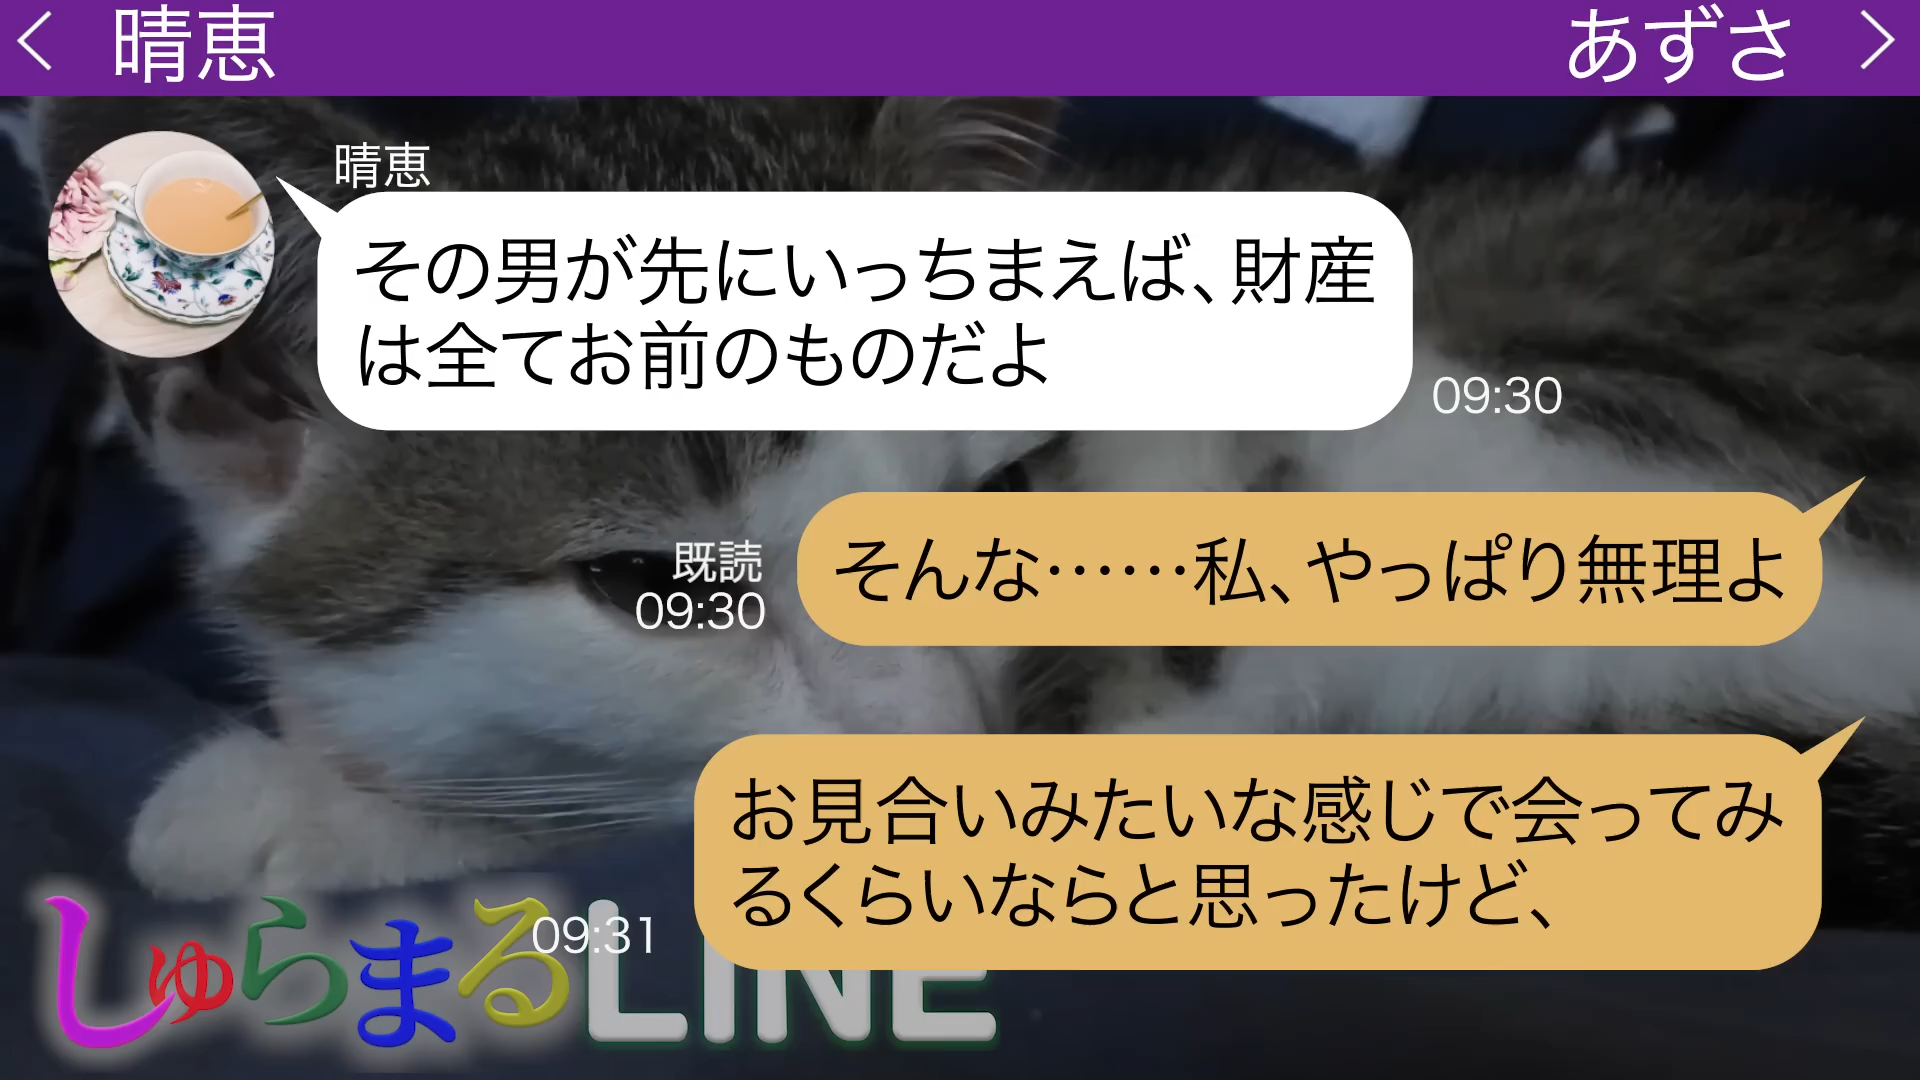 晴恵
あずさ
晴恵
その男が先にいっちまえば、財産
は全てお前のものだよ
09:30
そんな……私、やっぱり無理よ
既読
09:30
お見合いみたいな感じで会ってみ
るくらいならと思ったけど、
09:31
しゅらまるLINE